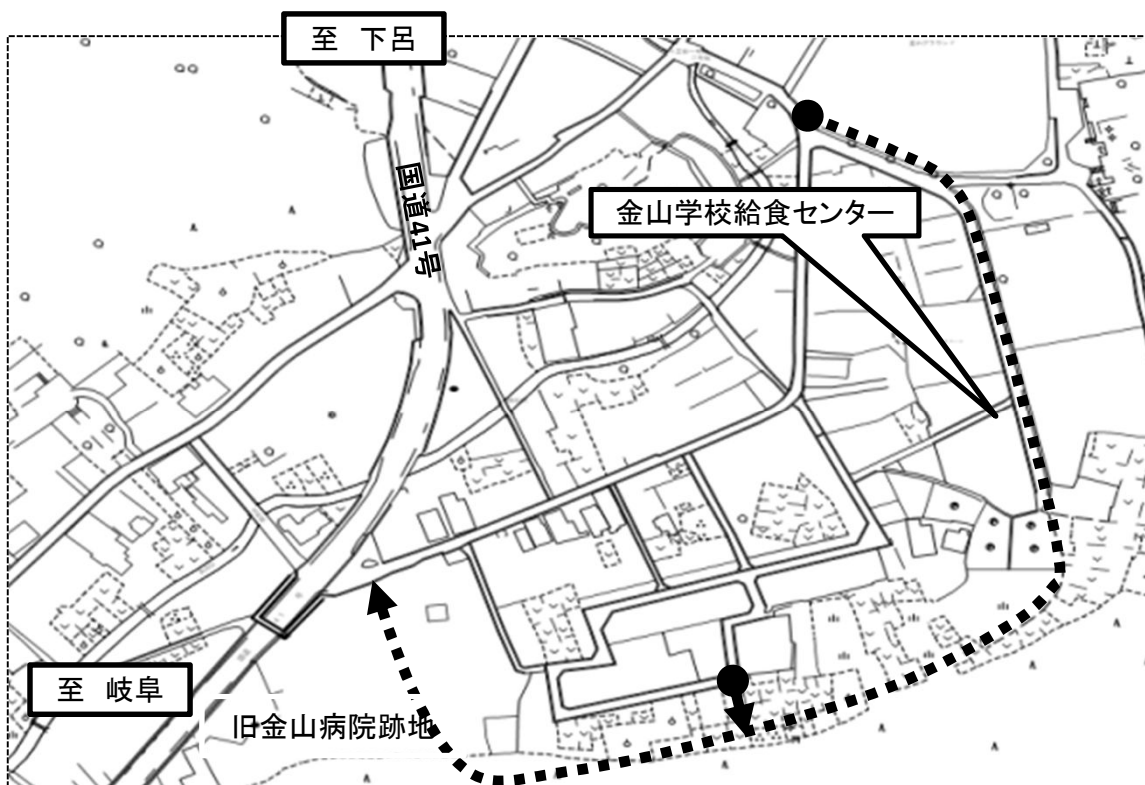 至 下呂
国道41号
金山学校給食センター
至 岐阜
旧金山病院跡地